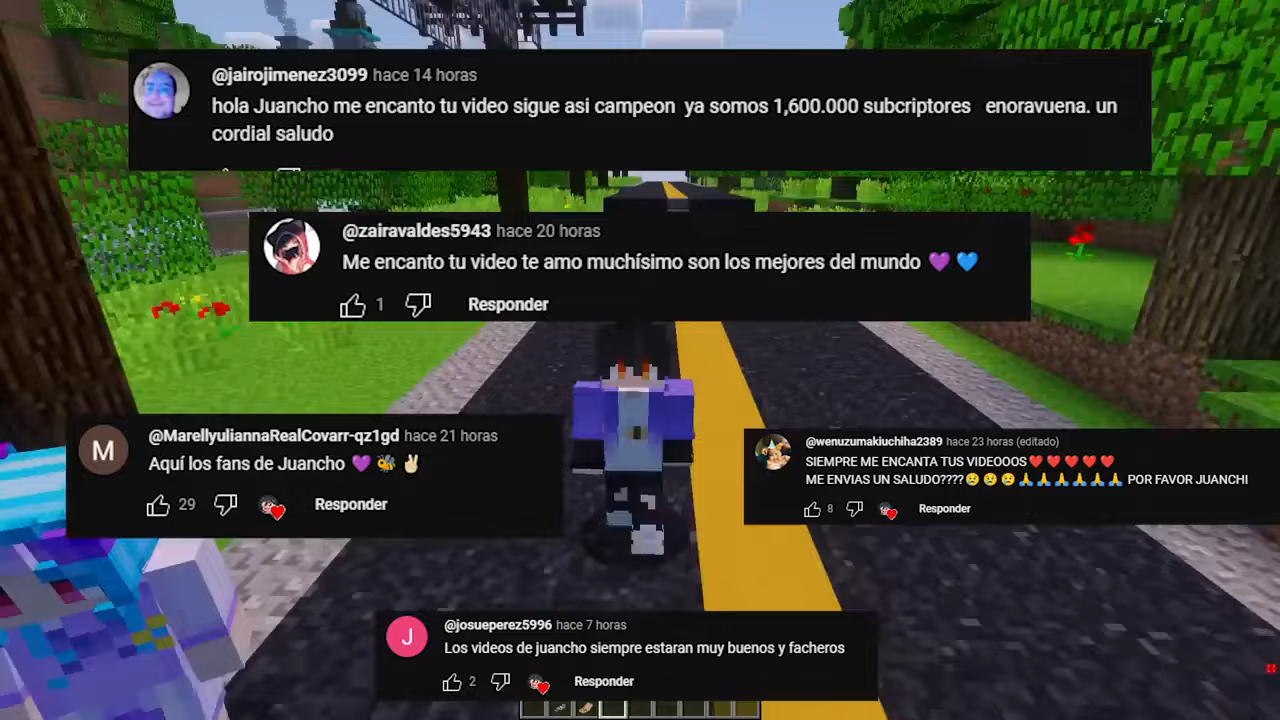 @jairojimenez3099 hace 14 horas
hola Juancho me encanto tu video sigue asi campeon ya somos 1,600.000 subcriptores enoravuena. un
cordial saludo
@zairavaldes5943 hace 20 horas
Me encanto tu video te amo muchísimo son los mejores del mundo 💜 💙
1 Responder
M
@MarellyuliannaRealCovarr-qz1gd hace 21 horas
Aquí los fans de Juancho 💜 🐝 ✌🏻
29 Responder
@wenuzumakiuchiha2389 hace 23 horas (editado)
SIEMPRE ME ENCANTA TUS VIDEOOOS❤️❤️❤️❤️❤️
ME ENVIAS UN SALUDO????😢😢😢🙏🙏🙏🙏🙏🙏 POR FAVOR JUANCHI
8 Responder
J
@josueperez5996 hace 7 horas
Los videos de juancho siempre estaran muy buenos y facheros
2 Responder